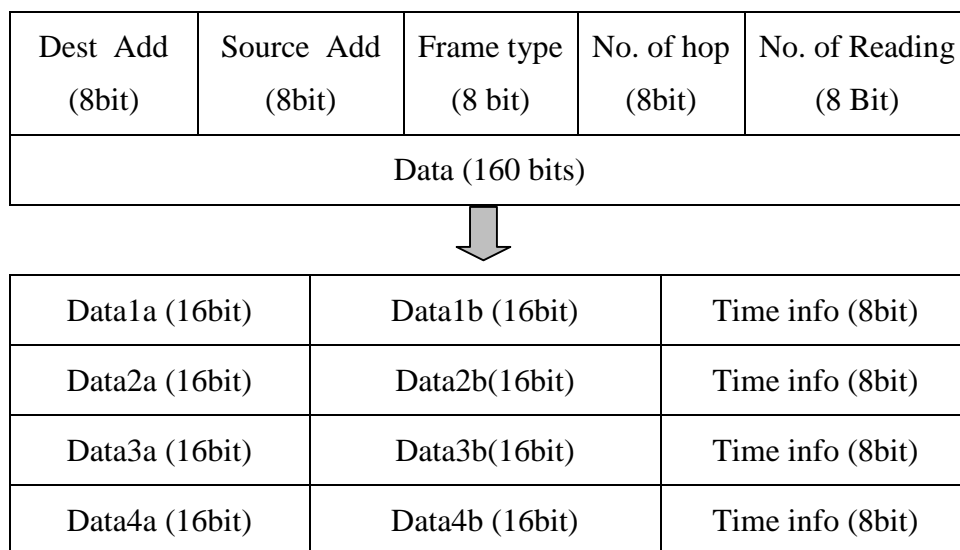 Dest Add Source Add Frame type No. of hop No. of Reading
(8bit) (8bit) (8 bit) (8bit) (8 Bit)
Data (160 bits)
Data1a (16bit) Data1b (16bit) Time info (8bit)
Data2a (16bit) Data2b(16bit) Time info (8bit)
Data3a (16bit) Data3b(16bit) Time info (8bit)
Data4a (16bit) Data4b (16bit) Time info (8bit)